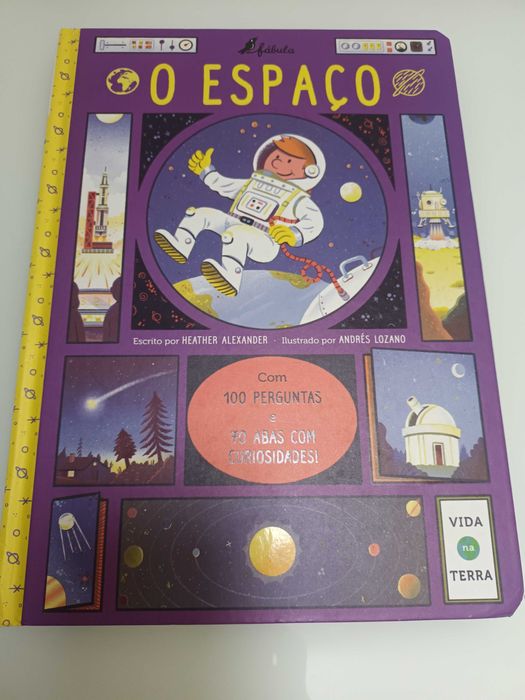 fábula
O ESPAÇO
Escrito por HEATHER ALEXANDER · Ilustrado por ANDRÉS LOZANO
Com
100 PERGUNTAS
e
70 ABAS COM
CURIOSIDADES!
VIDA
na
TERRA